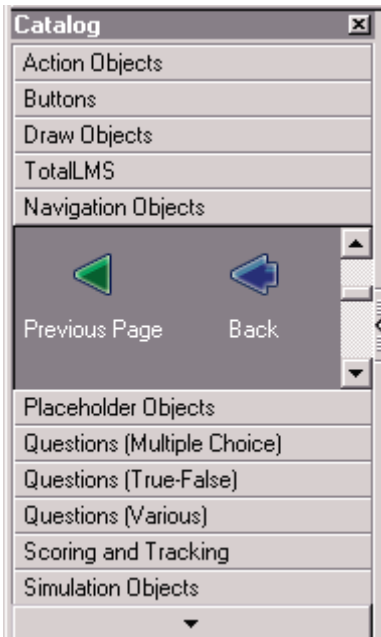 Catalog
Action Objects
Buttons
Draw Objects
TotalLMS
Navigation Objects
Previous Page Back
Placeholder Objects
Questions (Multiple Choice)
Questions (True-False)
Questions (Various)
Scoring and Tracking
Simulation Objects